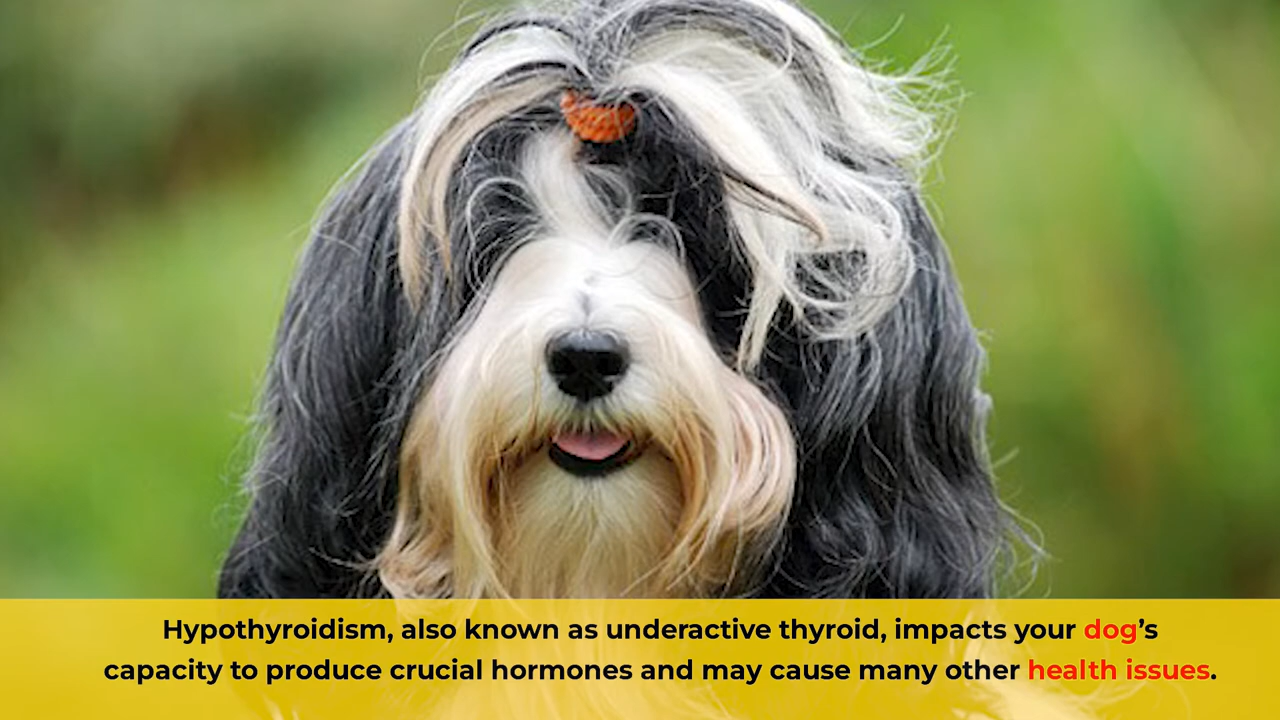 Hypothyroidism, also known as underactive thyroid, impacts your dog’s
capacity to produce crucial hormones and may cause many other health issues.